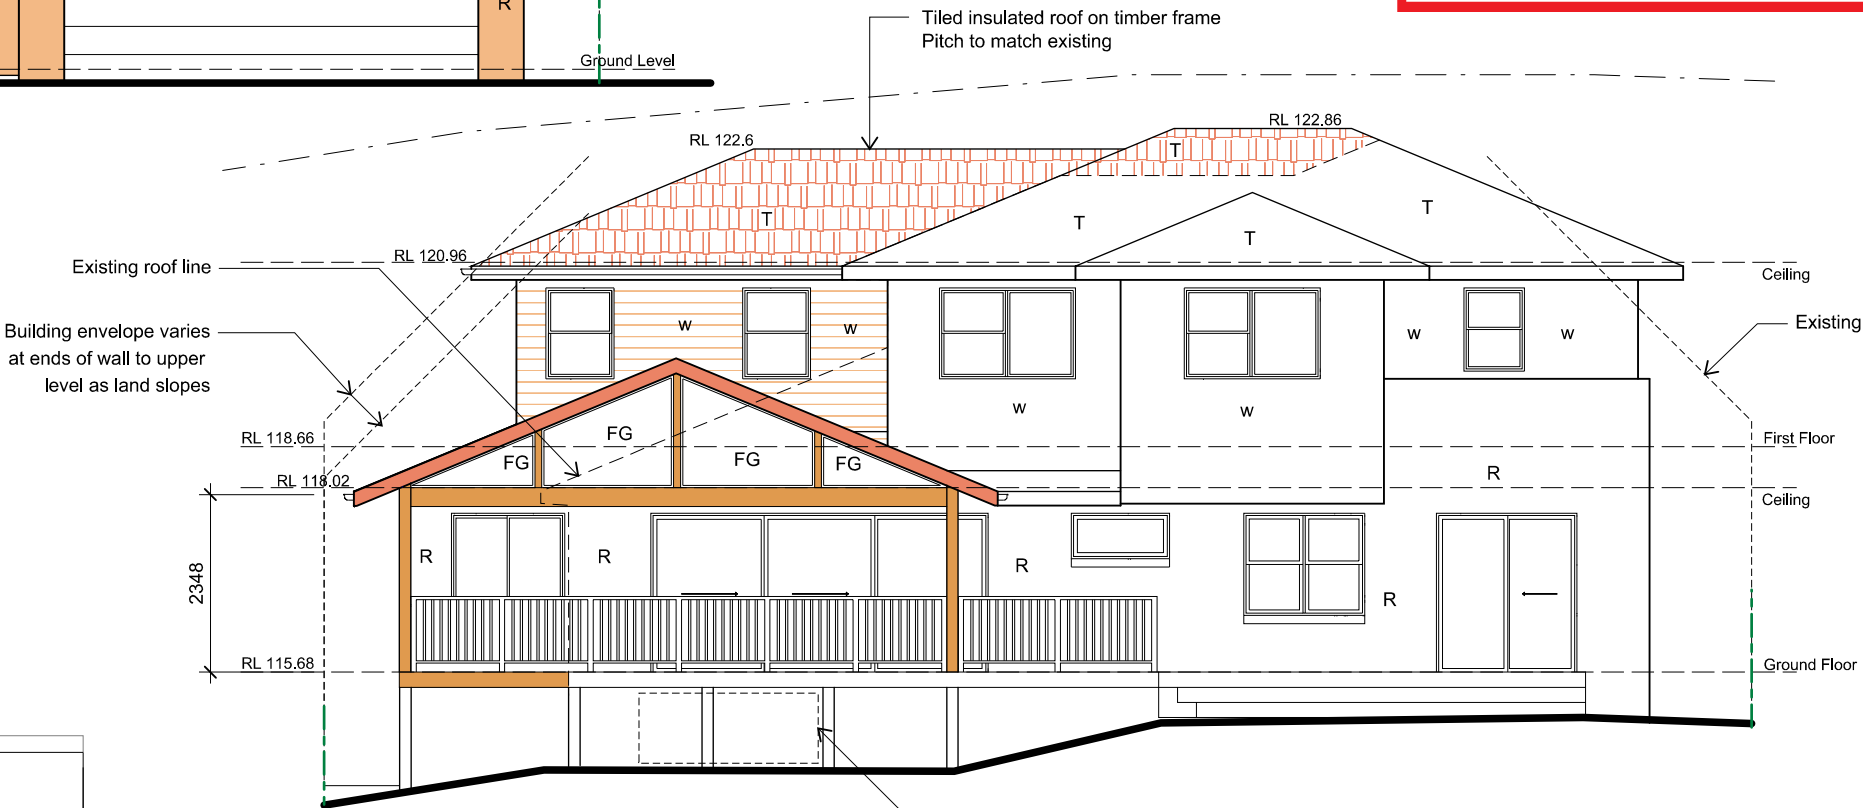 R
Ground Level
Tiled insulated roof on timber frame
Pitch to match existing
RL 122.6
RL 122.86
T
T
T
T
T
RL 120.96
Existing roof line
Ceiling
Building envelope varies
at ends of wall to upper
level as land slopes
w
w
w
w
Existing
w
w
RL 118.66
FG
First Floor
FG
FG
FG
R
RL 118.02
Ceiling
L
2348
R
R
R
R
RL 115.68
Ground Floor